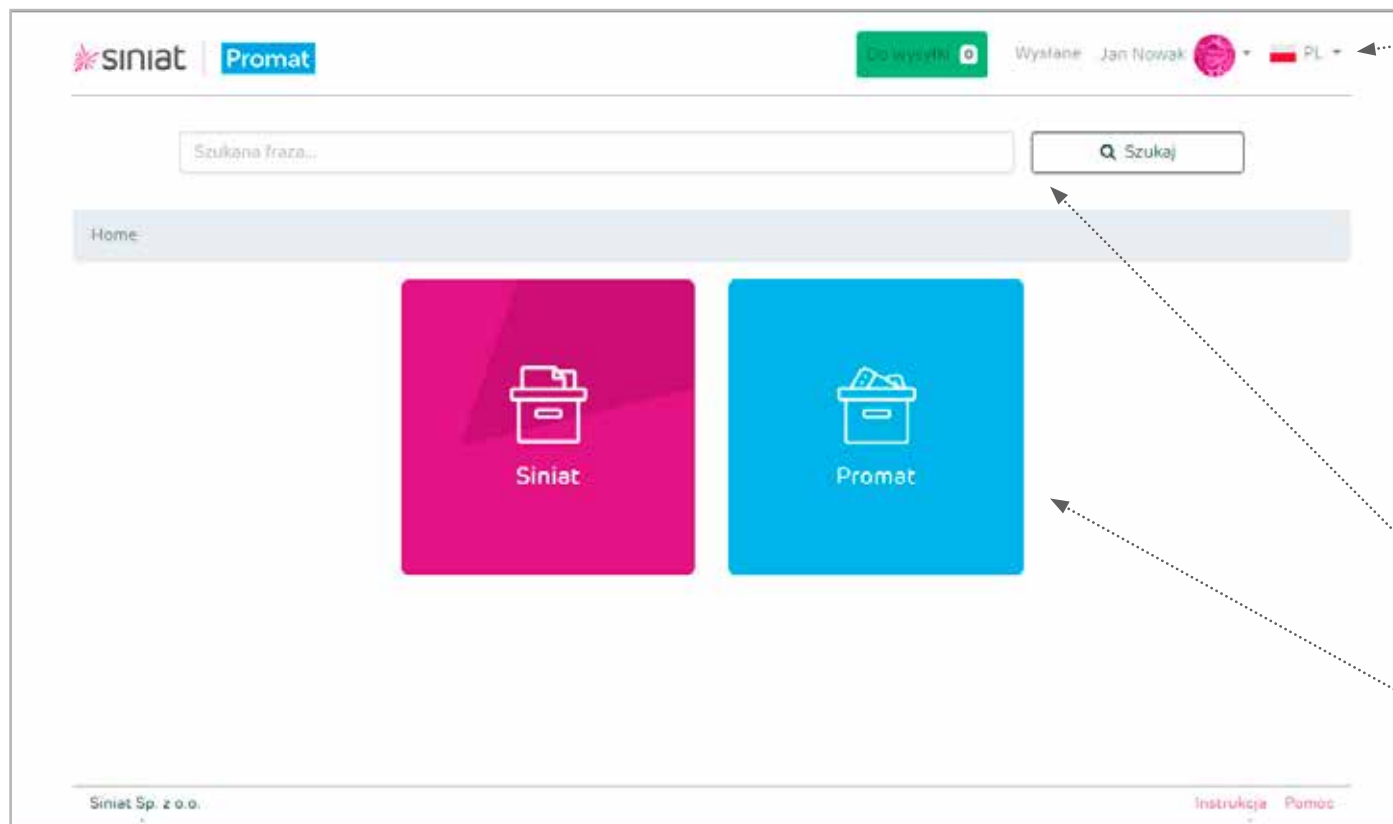 siniat Promat Do wysyłki 0 Wysłane Jan Nowak PL
Szukana fraza... Szukaj
Home
Siniat Promat
Siniat Sp. z o.o. Instrukcja Pomoc